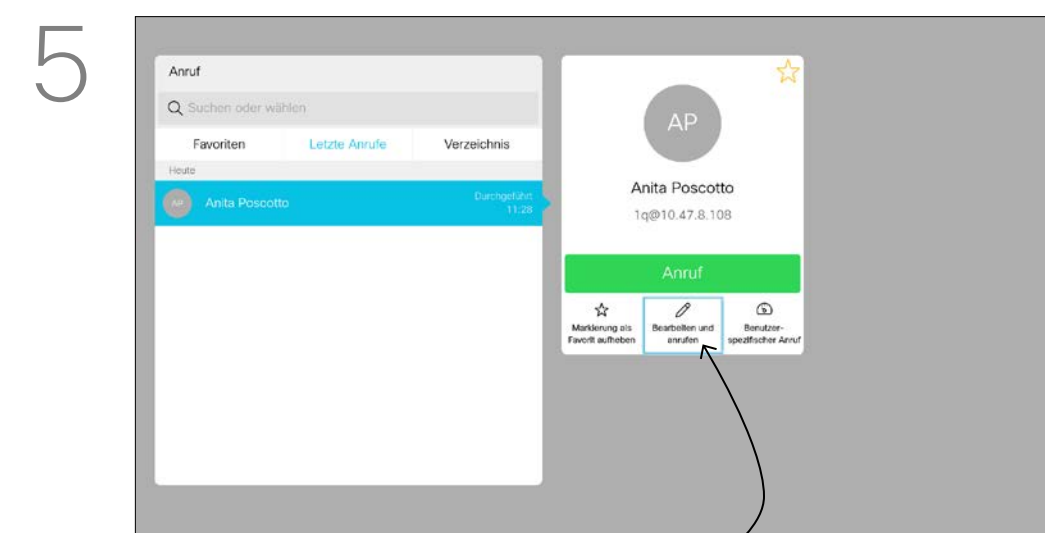 5
Anruf
Suchen oder wählen
Favoriten Letzte Anrufe Verzeichnis
Heute
AP Anita Poscotto Durchgeführt
11:28
AP
Anita Poscotto
1q@10.47.8.108
Anruf
Markierung als
Favorit aufheben
Bearbeiten und
anrufen
Benutzer-
spezifischer Anruf